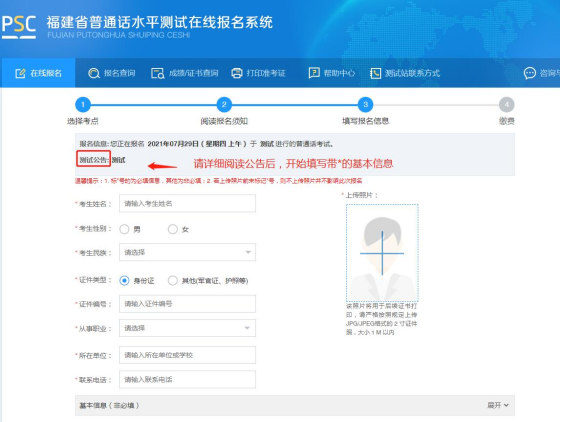 PSC 福建省普通话水平测试在线报名系统
FUJIAN PUTONGHUA SHUIPING CESHI
在线报名 报名查询 成绩/证书查询 打印准考证 帮助中心 测试站联系方式 咨询与
1 2 3 4
选择考点 阅读报名须知 填写报名信息 缴费
报名信息: 您正在报名 2021年07月29日 ( 星期四 上午 ) 于 测试 进行的普通话考试。
测试公告: 测试 请详细阅读公告后，开始填写带*的基本信息
温馨提示：1. 标*号的为必填信息，其他为非必填；2. 若上传照片前未标记*号，则不上传照片并不影响此次报名
* 上传照片：
* 考生姓名： 请输入考生姓名
* 考生性别： 男 女
* 考生民族： 请选择
* 证件类型： 身份证 其他(军官证、护照等)
* 证件编号： 请输入证件编号
该照片将用于后续证书打
印，请严格按照规定上传
JPG/JPEG格式的 2 寸证件
照，大小 1 M 以内
* 从事职业： 请选择
* 所在单位： 请输入所在单位或学校
* 联系电话： 请输入联系电话
基本信息 ( 非必填 ) 展开